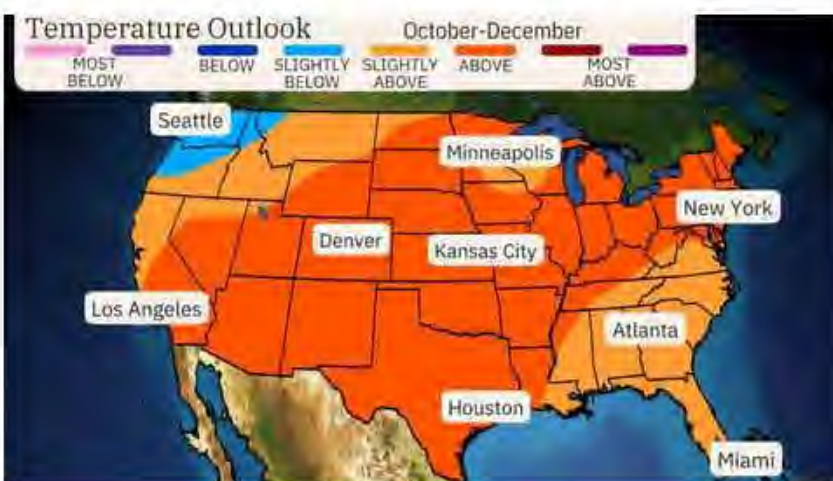 Temperature Outlook October-December
MOST BELOW
BELOW
SLIGHTLY BELOW
SLIGHTLY ABOVE
ABOVE
MOST ABOVE
Seattle
Minneapolis
New York
Denver
Kansas City
Los Angeles
Atlanta
Houston
Miami